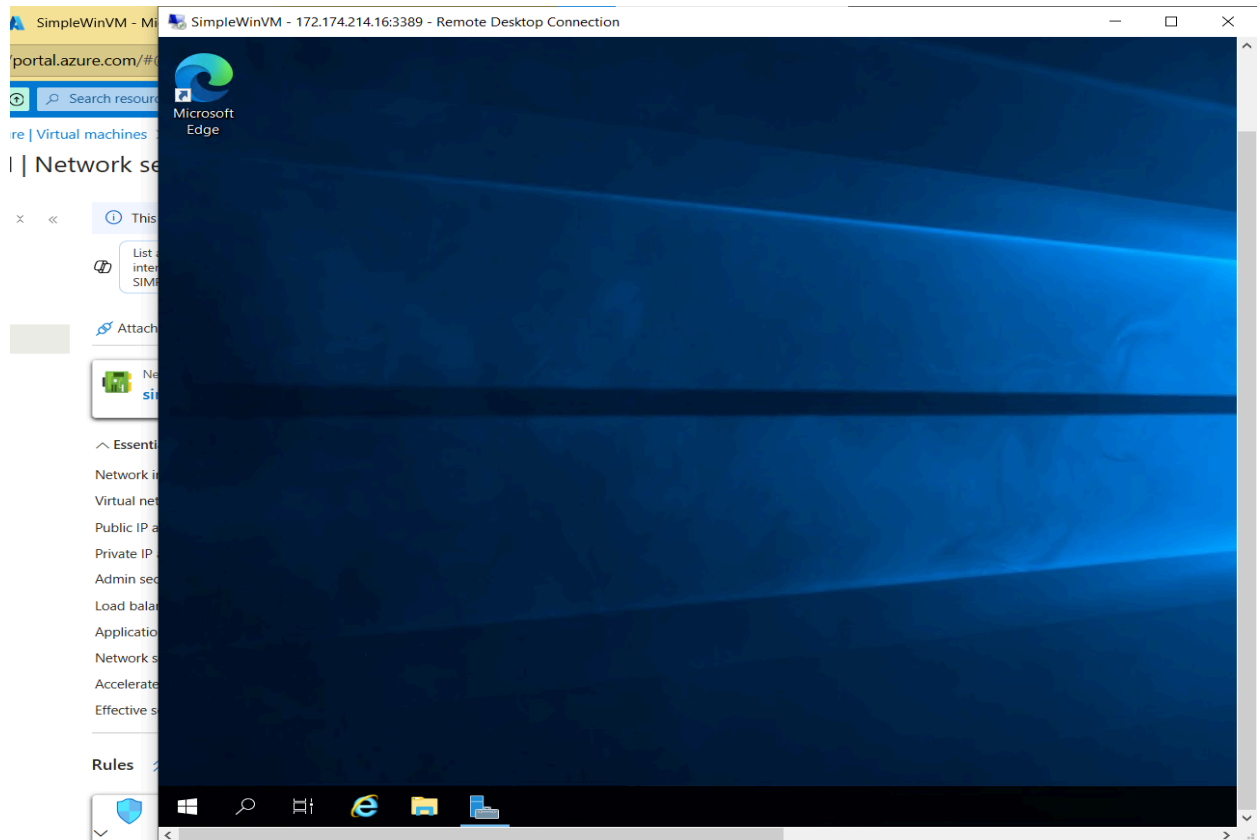 SimpleWinVM - Mi
SimpleWinVM - 172.174.214.16:3389 - Remote Desktop Connection
/portal.azure.com/#@
Search resourc
Microsoft
Edge
re | Virtual machines
| Network se
This
List a
inter
SIMP
Attach
Ne
si
Essenti
Network i
Virtual net
Public IP a
Private IP a
Admin sec
Load balar
Applicatio
Network s
Accelerate
Effective s
Rules